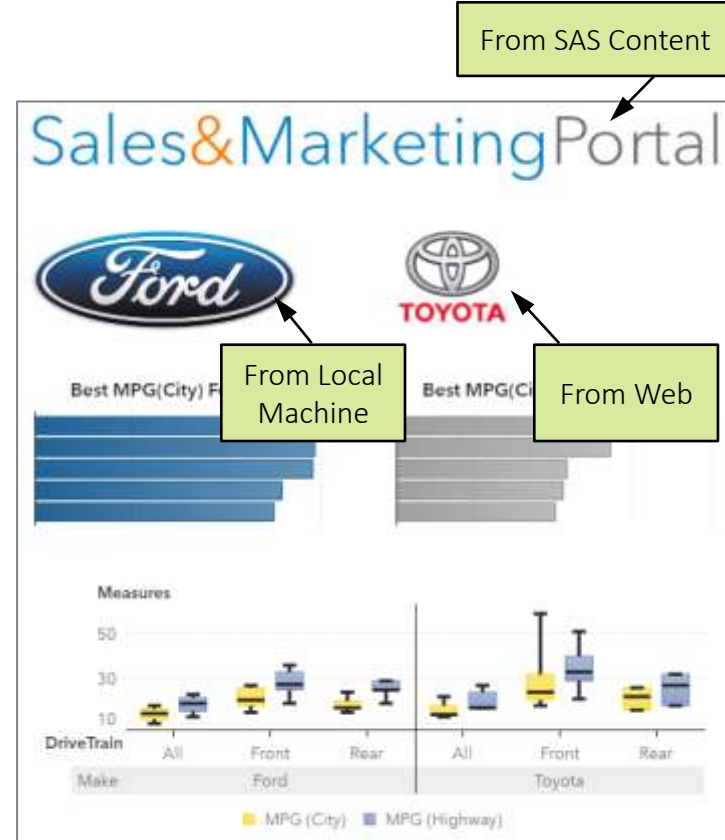 From SAS Content
Sales&MarketingPortal
Ford
TOYOTA
From Local
Machine
From Web
Best MPG(City)
Best MPG
Measures
50
30
10
DriveTrain
All Front Rear All Front Rear
Make Ford Toyota
MPG (City) MPG (Highway)